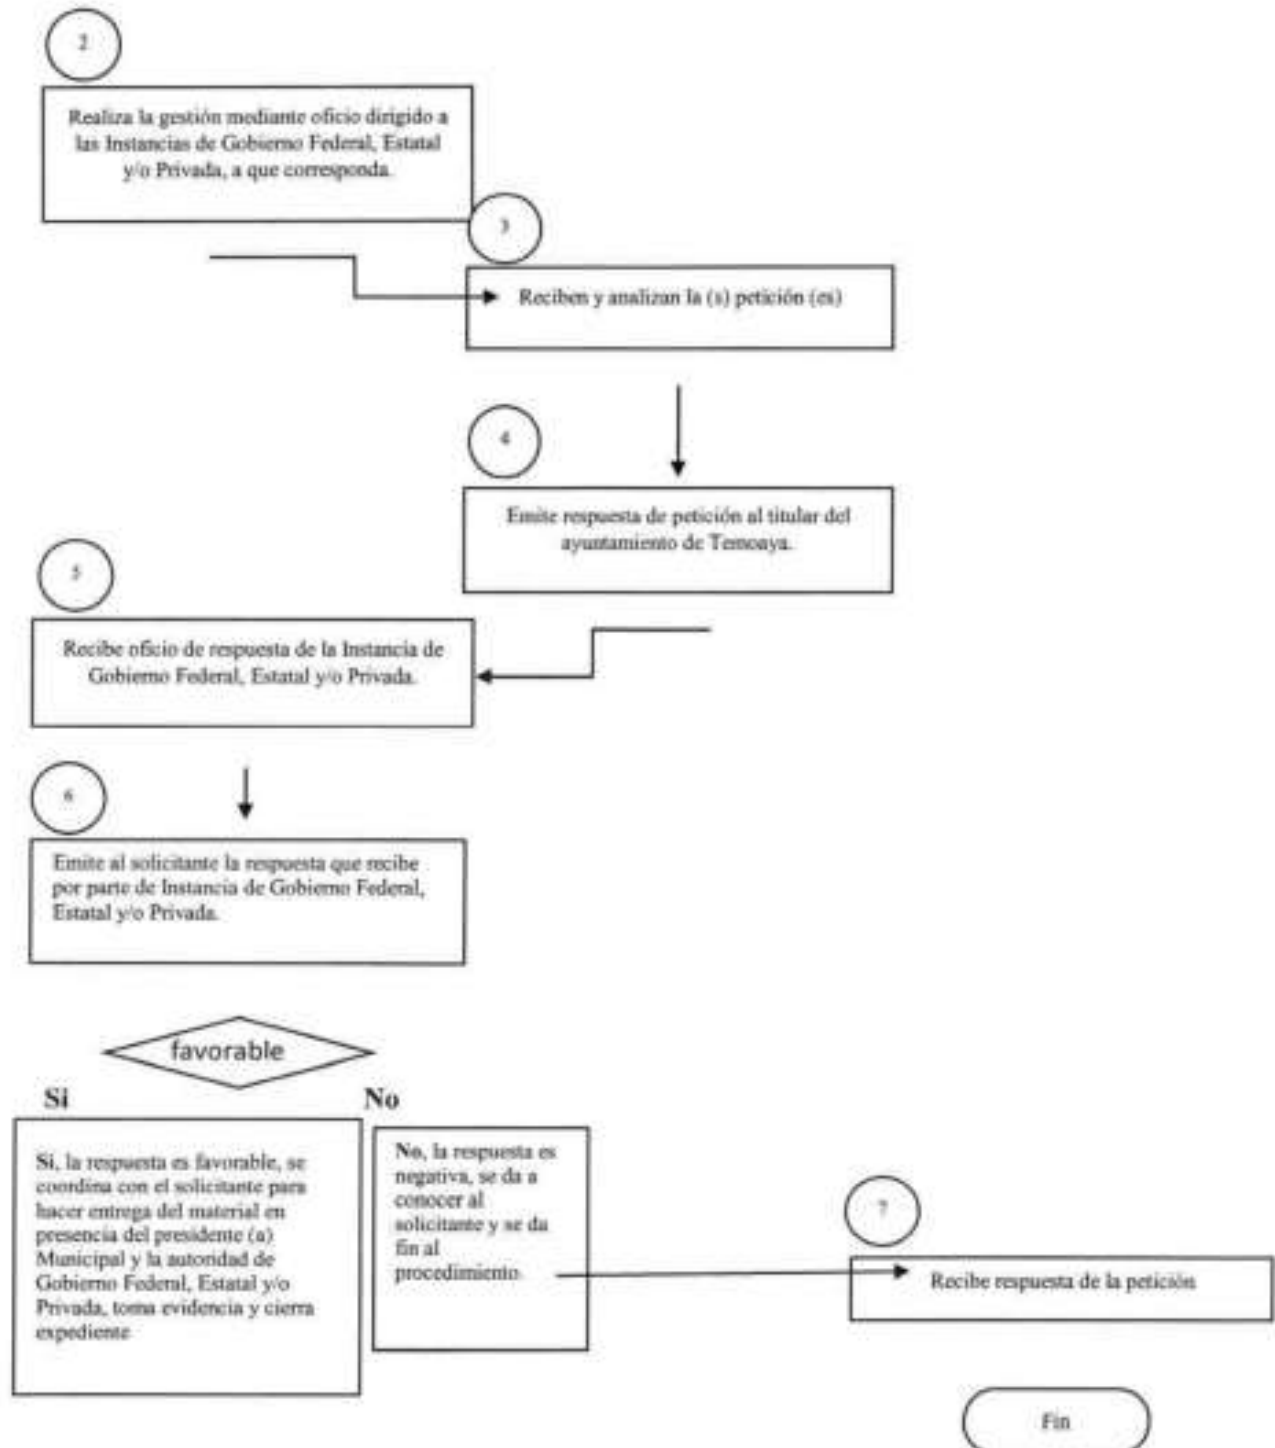 2
Realiza la gestión mediante oficio dirigido a
las Instancias de Gobierno Federal, Estatal
y/o Privada, a que corresponda.
3
Reciben y analizan la (s) petición (es)
4
Emite respuesta de petición al titular del
ayuntamiento de Temoaya.
5
Recibe oficio de respuesta de la Instancia de
Gobierno Federal, Estatal y/o Privada.
6
Emite al solicitante la respuesta que recibe
por parte de Instancia de Gobierno Federal,
Estatal y/o Privada.
favorable
Si
No
Si, la respuesta es favorable, se
coordina con el solicitante para
hacer entrega del material en
presencia del presidente (a)
Municipal y la autoridad de
Gobierno Federal, Estatal y/o
Privada, toma evidencia y cierra
expediente
No, la respuesta es
negativa, se da a
conocer al
solicitante y se da
fin al
procedimiento.
7
Recibe respuesta de la petición
Fin